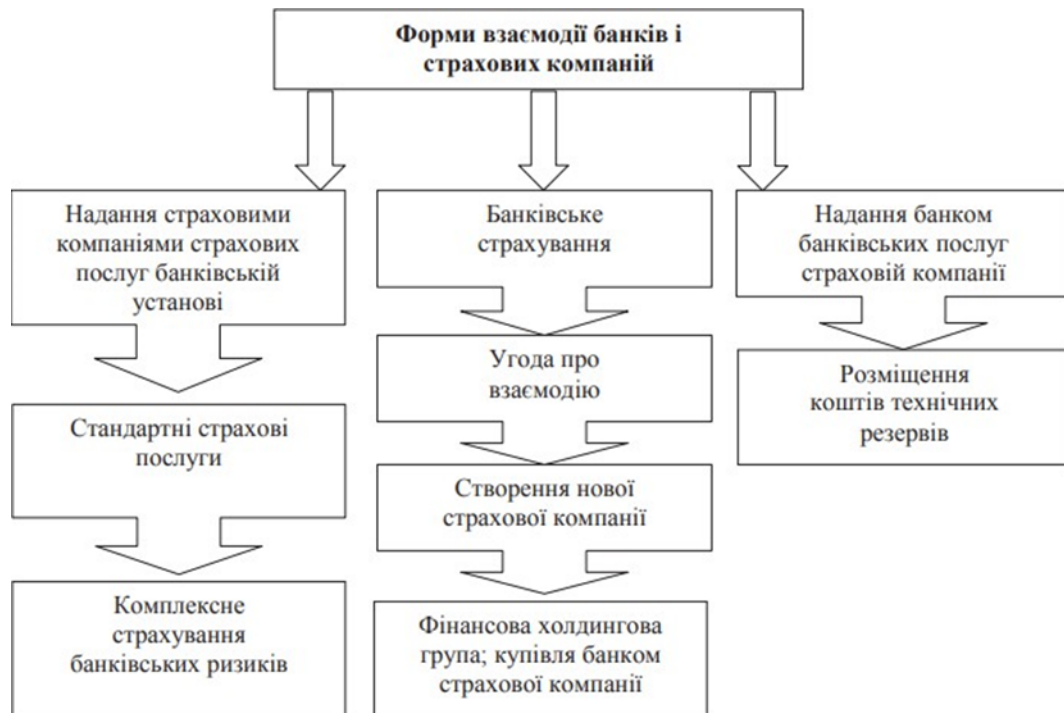 Форми взаємодії банків і
страхових компаній
Надання страховими
компаніями страхових
послуг банківській
установі
Стандартні страхові
послуги
Комплексне
страхування
банківських ризиків
Банківське
страхування
Угода про
взаємодію
Створення нової
страхової компанії
Фінансова холдингова
група; купівля банком
страхової компанії
Надання банком
банківських послуг
страховій компанії
Розміщення
коштів технічних
резервів